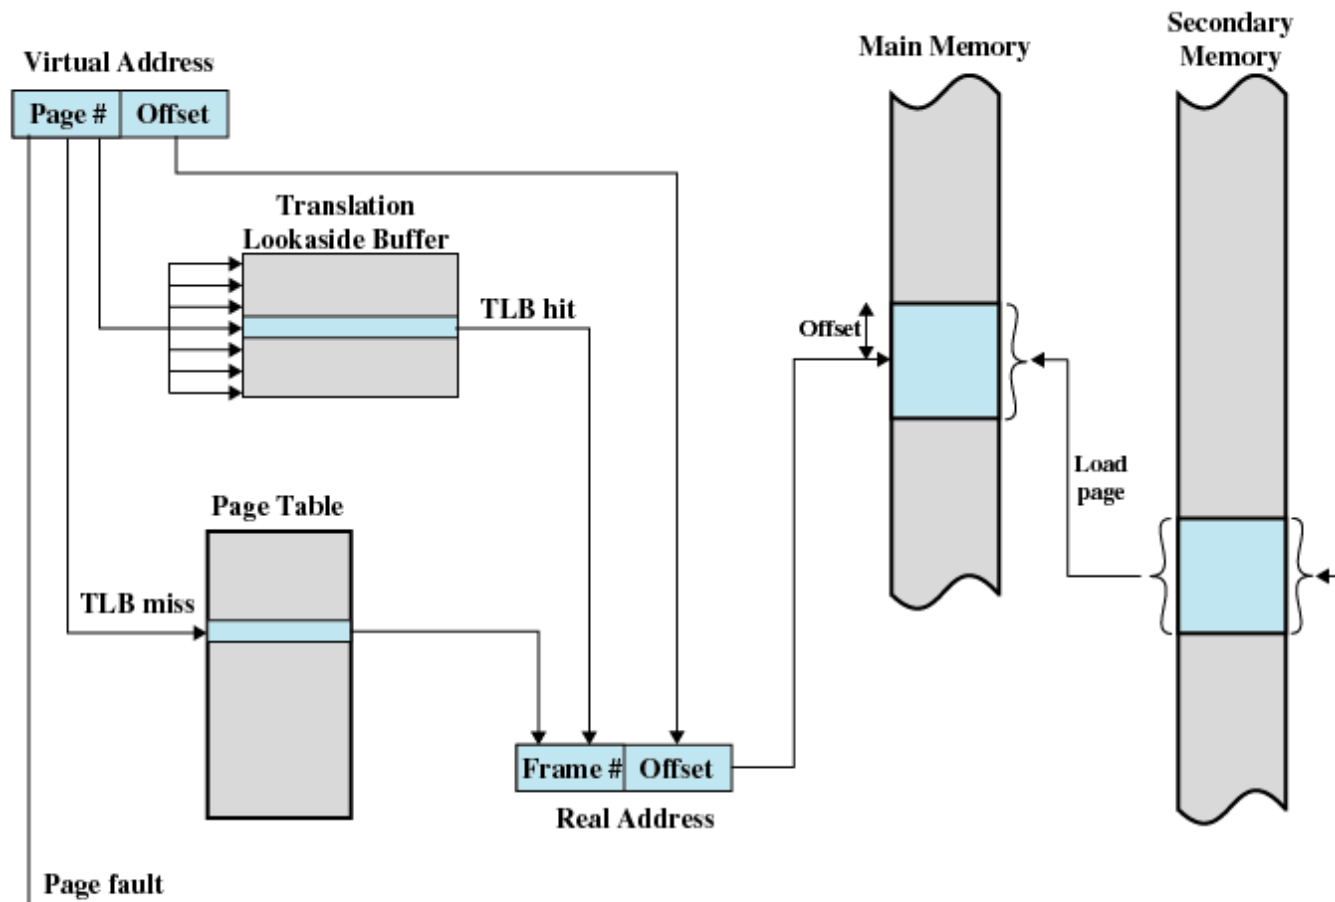 Virtual Address
Page #
Offset
Translation
Lookaside Buffer
TLB hit
Page Table
TLB miss
Frame #
Offset
Real Address
Page fault
Main Memory
Offset
Load
page
Secondary
Memory